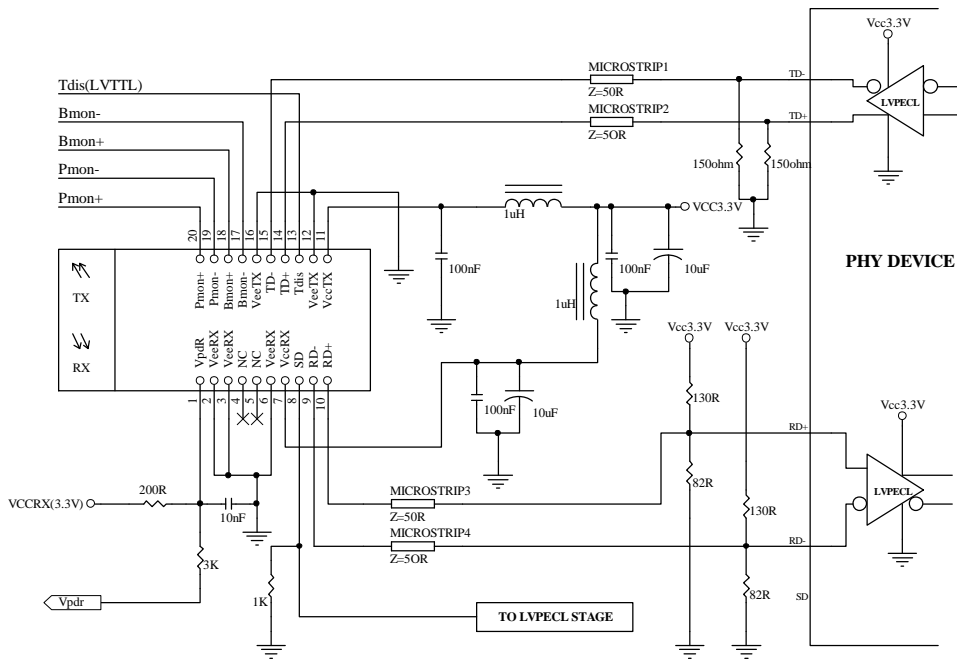 Vcc3.3V
MICROSTRIP1
TD-
Tdis(LVTTL)
Z=50R
LVPECL
Bmon-
MICROSTRIP2
TD+
Z=5OR
Bmon+
150ohm
150ohm
Pmon-
Pmon+
1uH
VCC3.3V
20
19
18
17
16
15
14
13
12
11
100nF
100nF
10uF
PHY DEVICE
TX
Pmon+
Pmon-
Bmon+
Bmon-
VeeTX
TD-
TD+
Tdis
VeeTX
VccTX
1uH
RX
VpdR
VeeRX
VeeRX
NC
NC
VeeRX
VccRX
SD
RD-
RD+
Vcc3.3V
Vcc3.3V
1
2
3
4
5
6
7
8
9
10
100nF
10uF
130R
Vcc3.3V
RD+
200R
MICROSTRIP3
82R
LVPECL
VCCRX(3.3V)
10nF
Z=50R
130R
MICROSTRIP4
RD-
Z=5OR
3K
Vpdr
1K
82R
SD
TO LVPECL STAGE